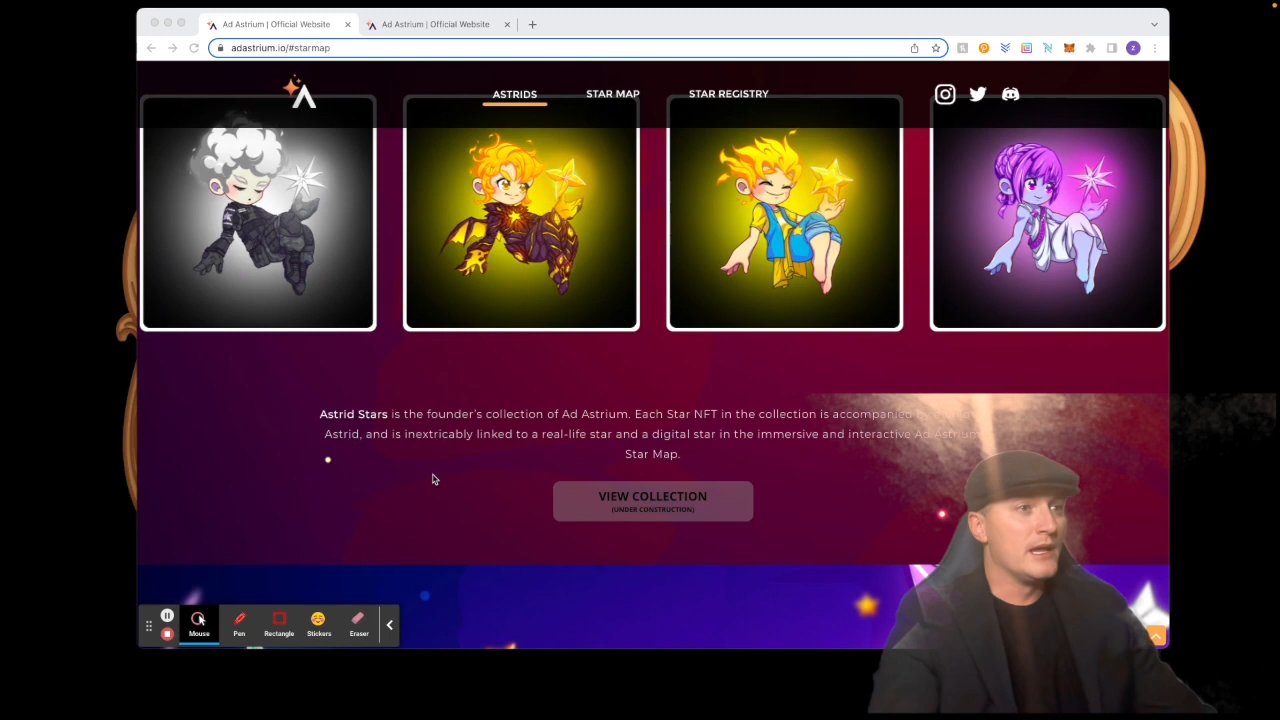 Ad Astrium | Official Website
Ad Astrium | Official Website
adastrium.io/#starmap
z
ASTRIDS
STAR MAP
STAR REGISTRY
Astrid Stars is the founder's collection of Ad Astrium. Each Star NFT in the collection is accompanied by
Astrid, and is inextricably linked to a real-life star and a digital star in the immersive and interactive Ad Astrium
Star Map.
VIEW COLLECTION
(UNDER CONSTRUCTION)
Mouse
Pen
Rectangle
Stickers
Eraser